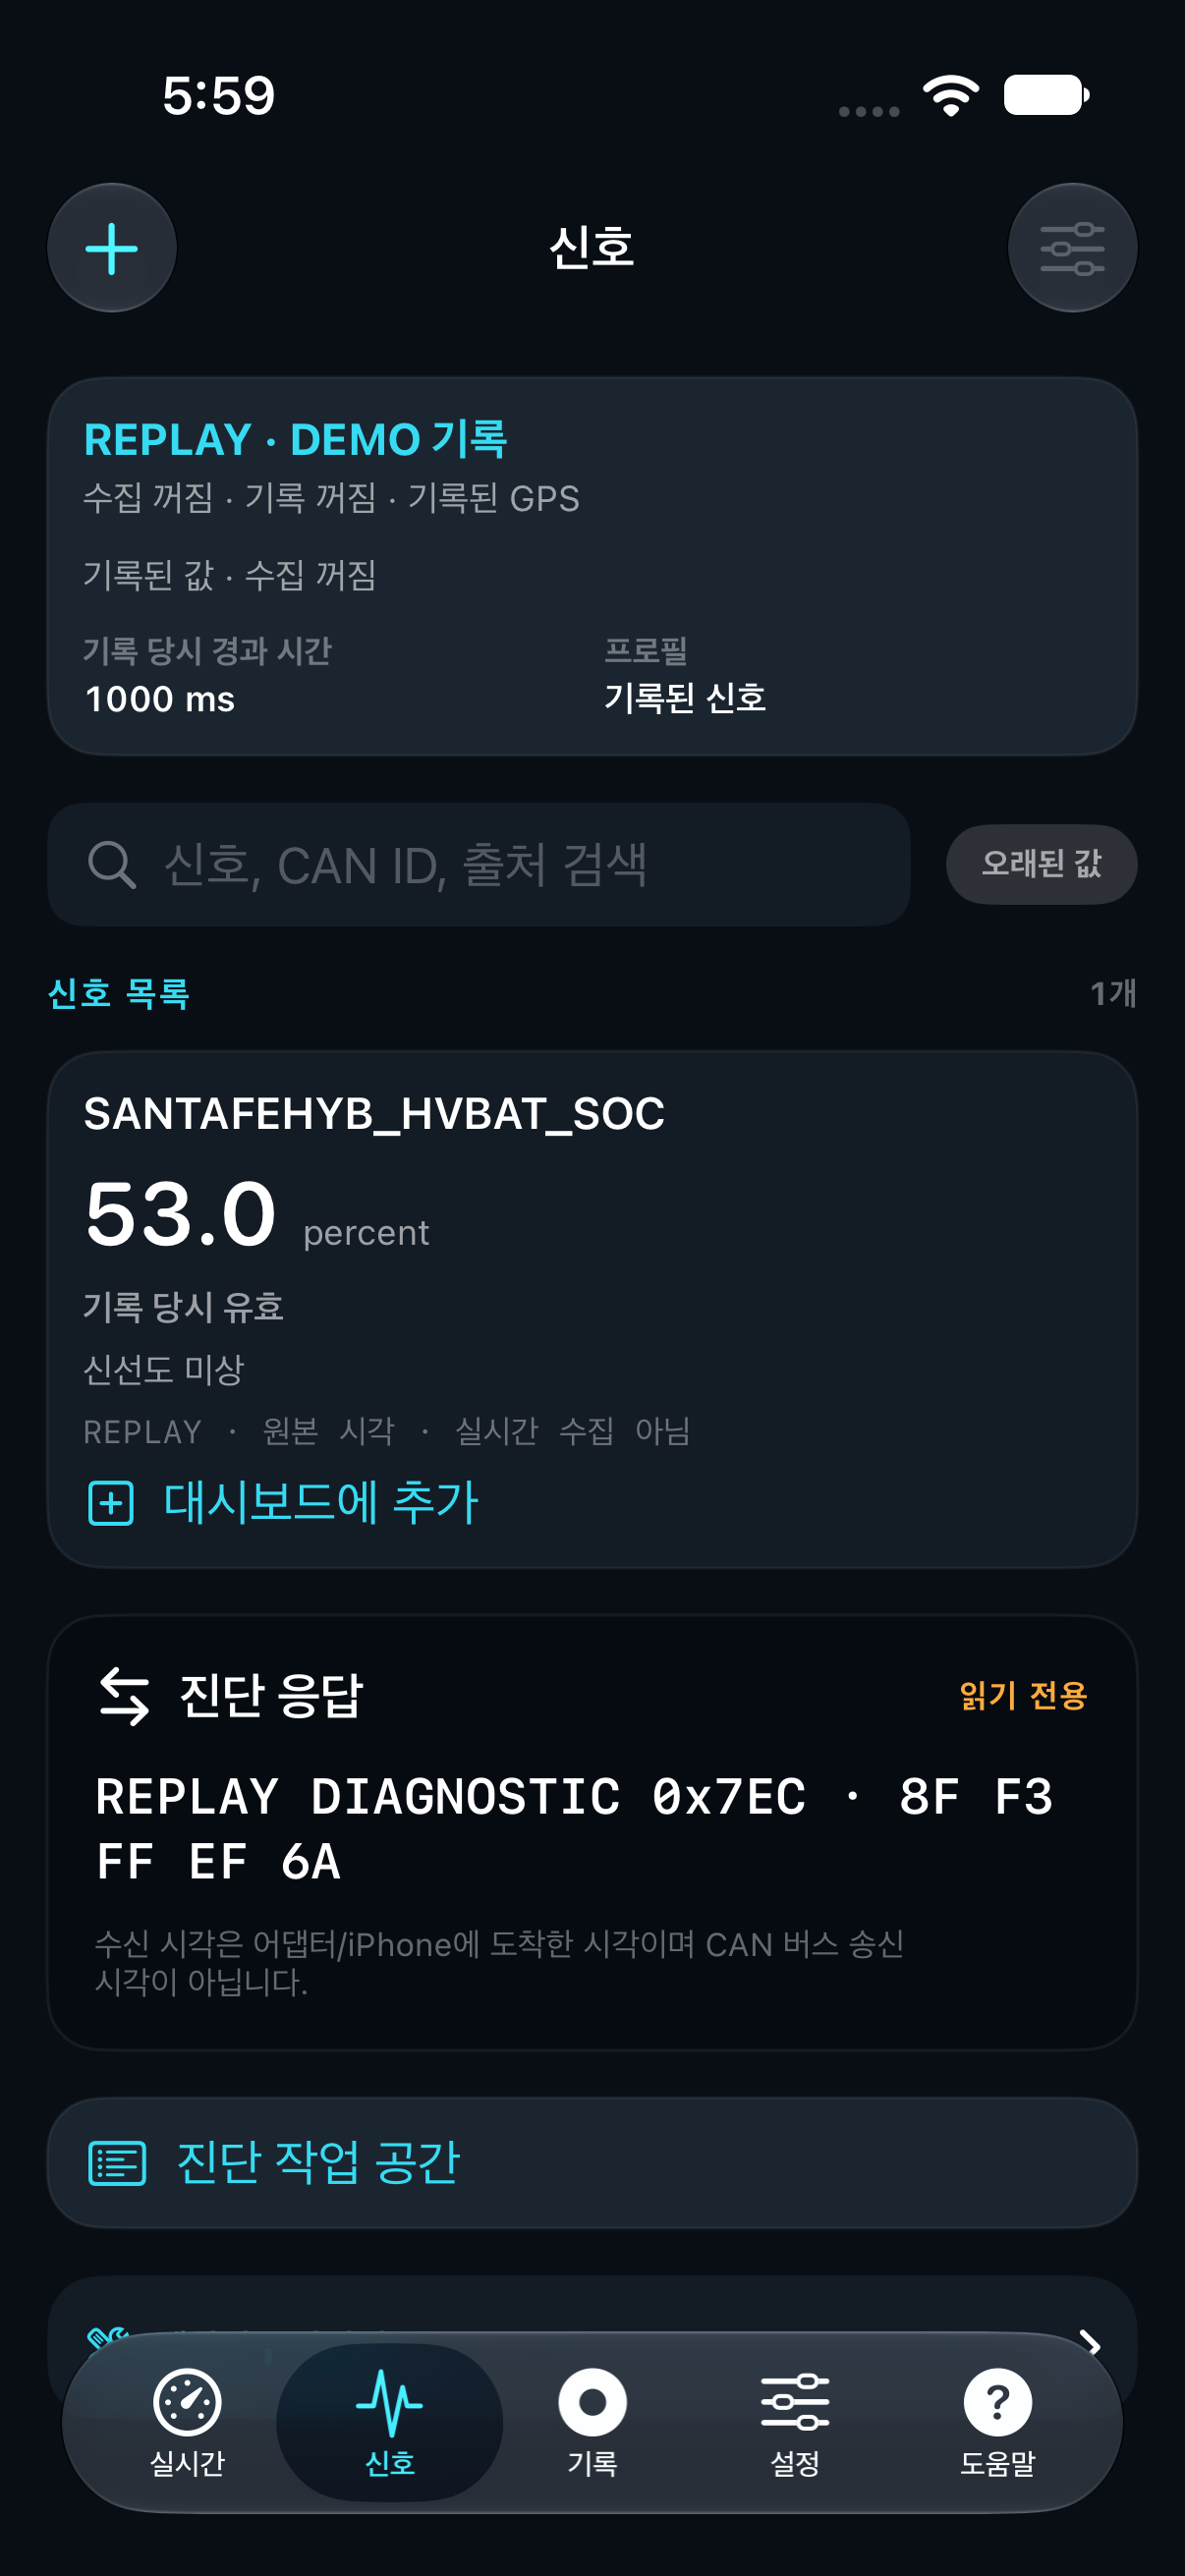 5:59
신호
REPLAY · DEMO 기록
수집 꺼짐 · 기록 꺼짐 · 기록된 GPS
기록된 값 · 수집 꺼짐
기록 당시 경과 시간
1000 ms
프로필
기록된 신호
신호, CAN ID, 출처 검색
오래된 값
신호 목록
1개
SANTAFEHYB_HVBAT_SOC
53.0 percent
기록 당시 유효
신선도 미상
REPLAY · 원본 시각 · 실시간 수집 아님
대시보드에 추가
진단 응답
읽기 전용
REPLAY DIAGNOSTIC 0x7EC · 8F F3
FF EF 6A
수신 시각은 어댑터/iPhone에 도착한 시각이며 CAN 버스 송신
시각이 아닙니다.
진단 작업 공간
실시간
신호
기록
설정
도움말